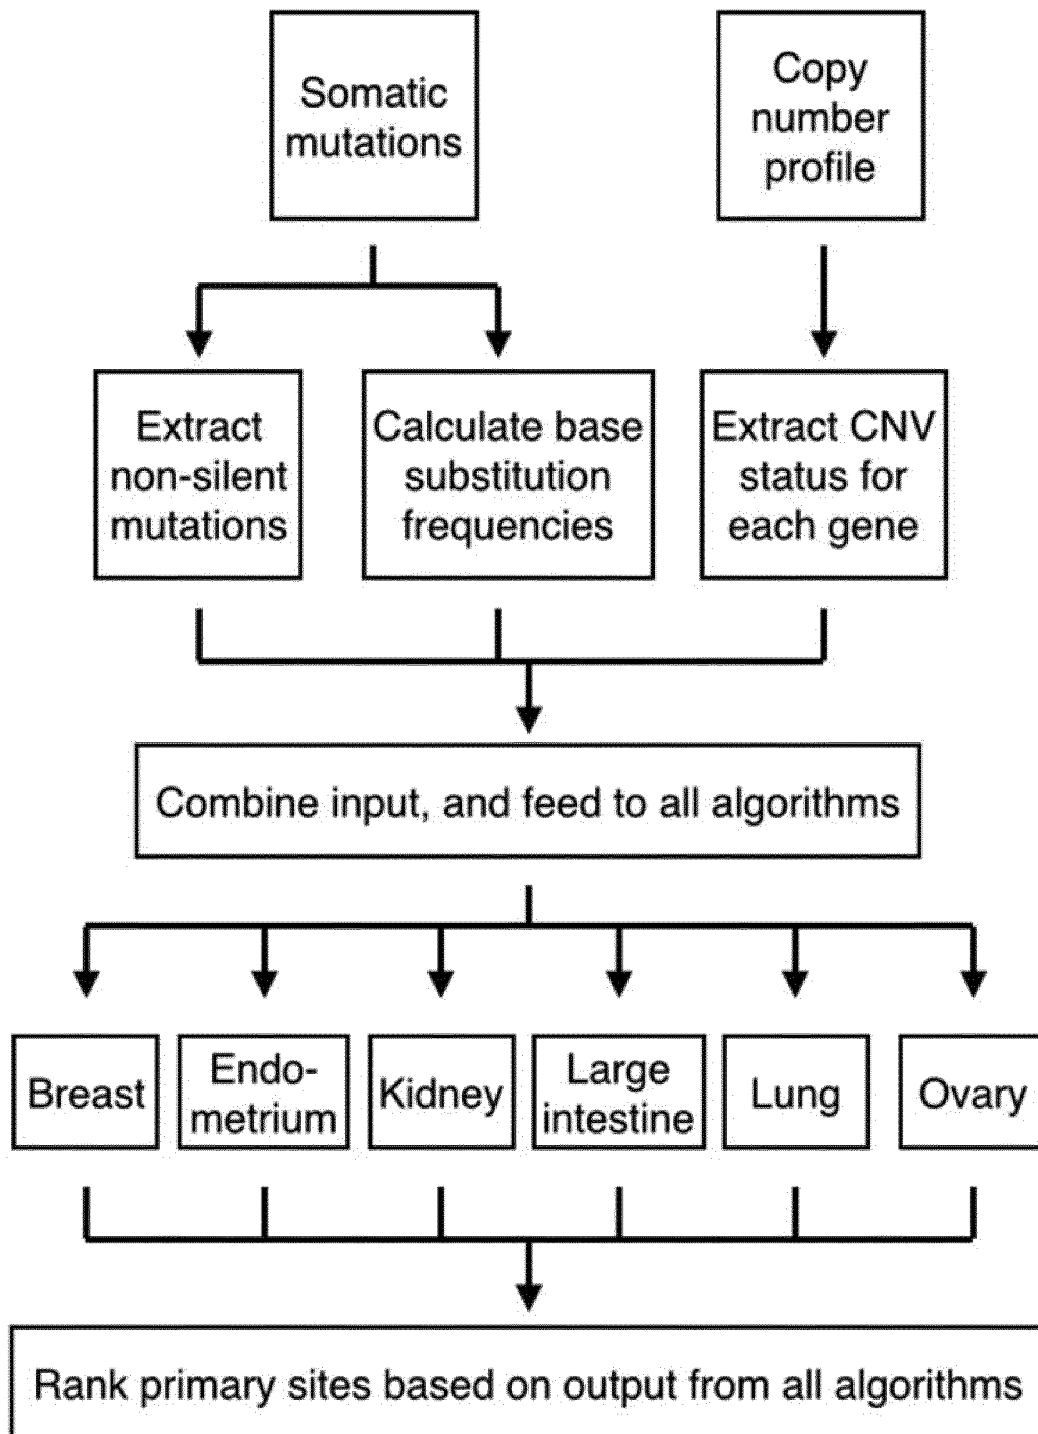 Somatic
mutations
Copy
number
profile
Extract
non-silent
mutations
Calculate base
substitution
frequencies
Extract CNV
status for
each gene
Combine input, and feed to all algorithms
Breast
Endo-
metrium
Kidney
Large
intestine
Lung
Ovary
Rank primary sites based on output from all algorithms